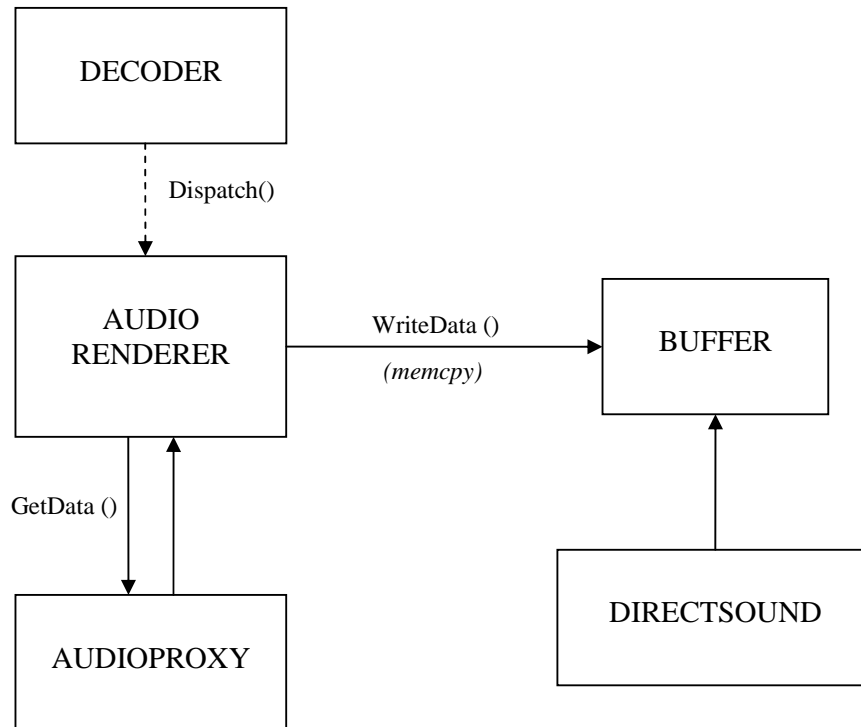 DECODER
Dispatch()
AUDIO
RENDERER
WriteData ()
(memcpy)
BUFFER
GetData ()
AUDIOPROXY
DIRECTSOUND